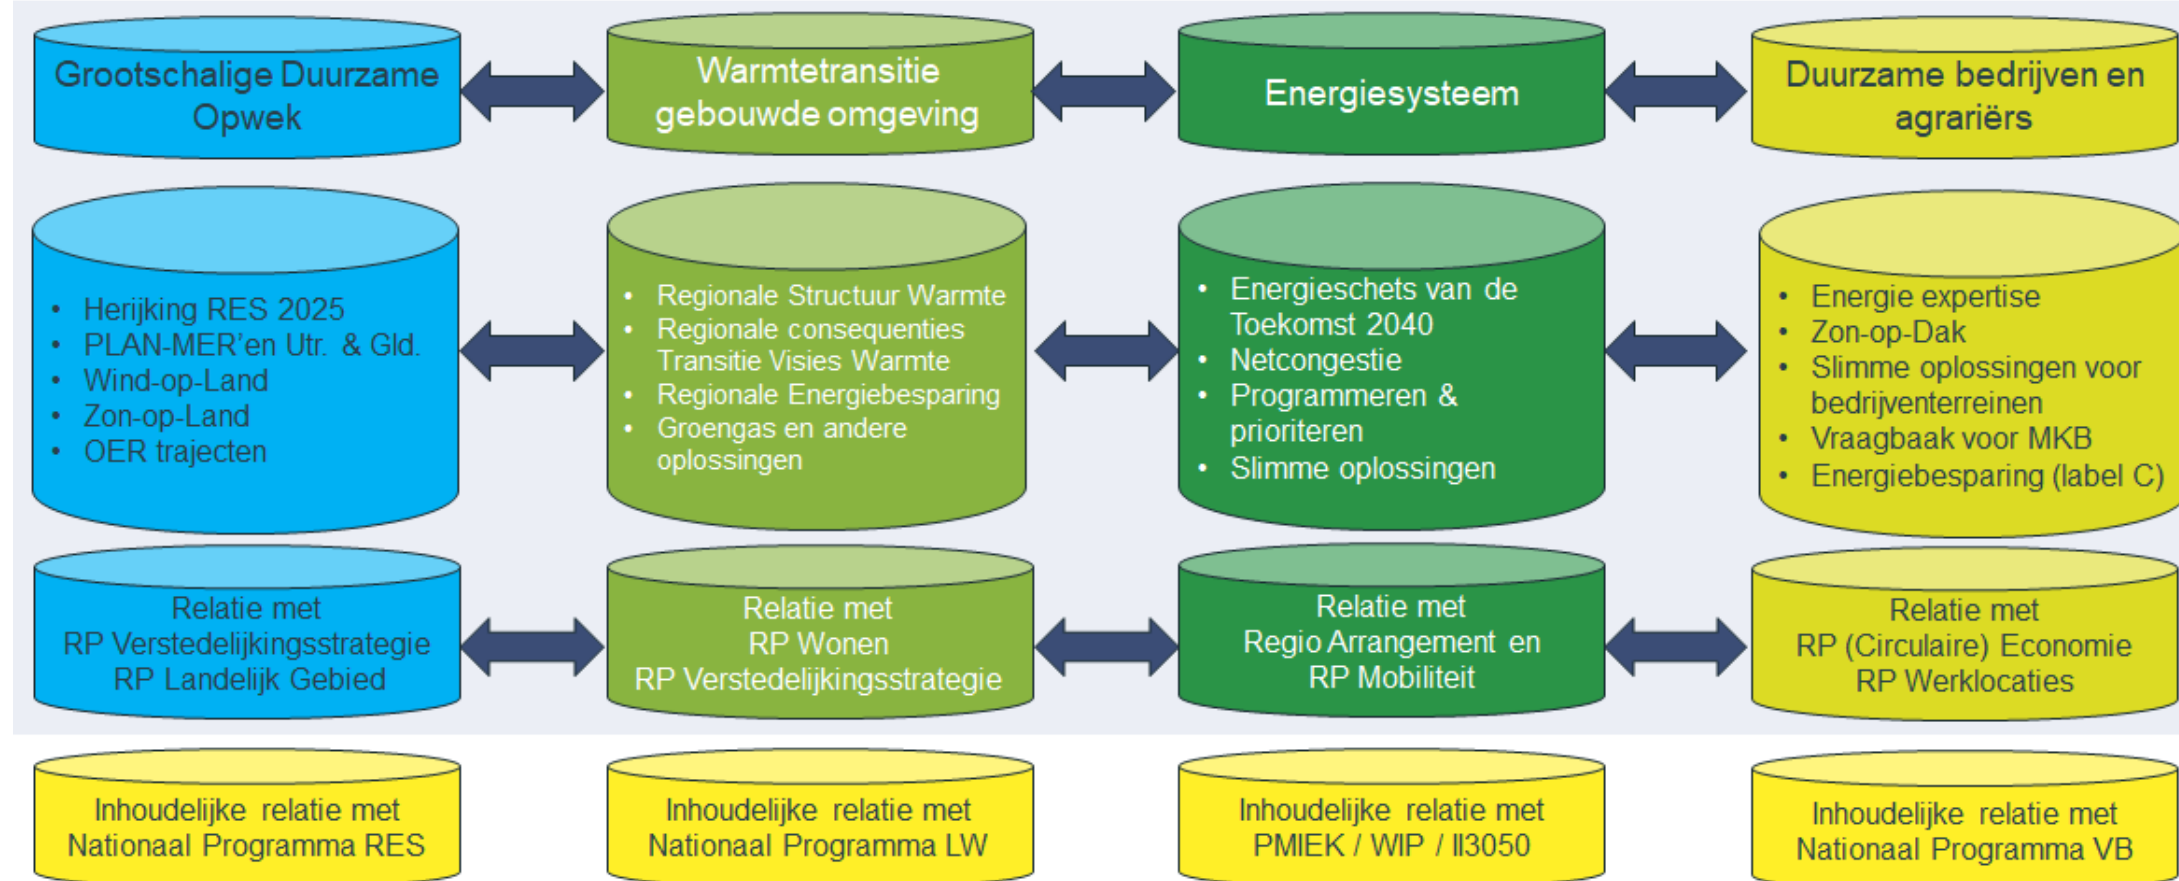 Grootschalige Duurzame
Opwek
Warmtetransitie
gebouwde omgeving
Energiesysteem
Duurzame bedrijven en
agrariërs
• Herijking RES 2025
• PLAN-MER'en Utr. & Gld.
• Wind-op-Land
• Zon-op-Land
• OER trajecten
• Regionale Structuur Warmte
• Regionale consequenties
Transitie Visies Warmte
• Regionale Energiebesparing
• Groengas en andere
oplossingen
• Energieschets van de
Toekomst 2040
• Netcongestie
• Programmeren &
prioriteren
• Slimme oplossingen
• Energie expertise
• Zon-op-Dak
• Slimme oplossingen voor
bedrijventerreinen
• Vraagbaak voor MKB
• Energiebesparing (label C)
Relatie met
RP Verstedelijkingsstrategie
RP Landelijk Gebied
Relatie met
RP Wonen
RP Verstedelijkingsstrategie
Relatie met
Regio Arrangement en
RP Mobiliteit
Relatie met
RP (Circulaire) Economie
RP Werklocaties
Inhoudelijke relatie met
Nationaal Programma RES
Inhoudelijke relatie met
Nationaal Programma LW
Inhoudelijke relatie met
PMIEK / WIP / II3050
Inhoudelijke relatie met
Nationaal Programma VB